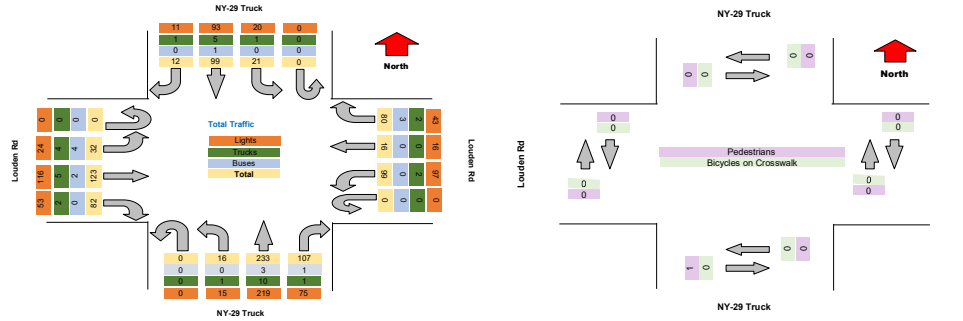 NY-29 Truck
11 93 20 0
1 5 1 0
0 1 0 0
12 99 21 0
North
Louden Rd
0 0 0 0
24 4 4 32
116 5 2 123
53 2 0 82
Total Traffic
Lights
Trucks
Buses
Total
80 3 2 43
16 0 0 16
99 0 2 97
0 0 0 0
Louden Rd
0 16 233 107
0 0 3 1
0 1 10 1
0 15 219 75
NY-29 Truck
NY-29 Truck
0 0
0 0
North
0
0
0
0
Louden Rd
Pedestrians
Bicycles on Crosswalk
0
0
0
0
Louden Rd
0 0
1 0
NY-29 Truck